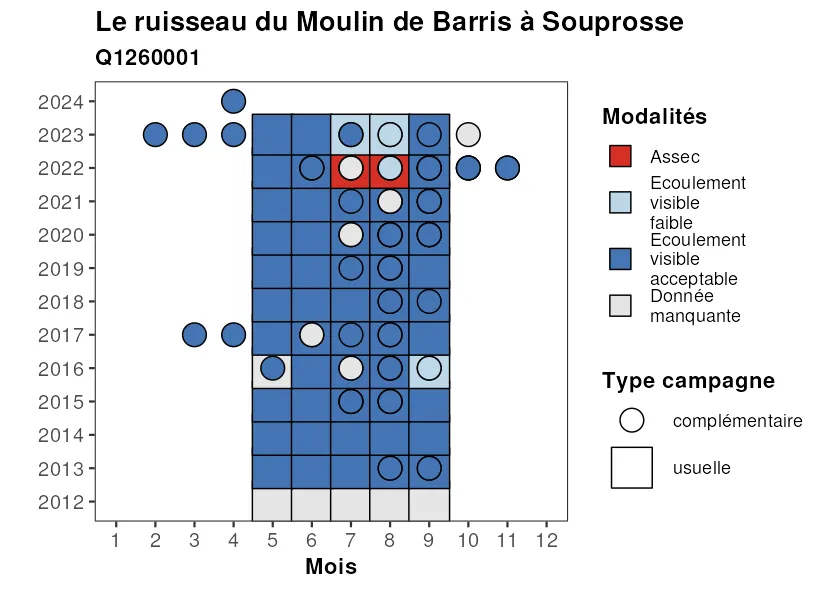 Le ruisseau du Moulin de Barris à Souprosse
Q1260001
2024
2023
2022
2021
2020
2019
2018
2017
2016
2015
2014
2013
2012
1 2 3 4 5 6 7 8 9 10 11 12
Mois
Modalités
Assec
Ecoulement
visible
faible
Ecoulement
visible
acceptable
Donnée
manquante
Type campagne
complémentaire
usuelle